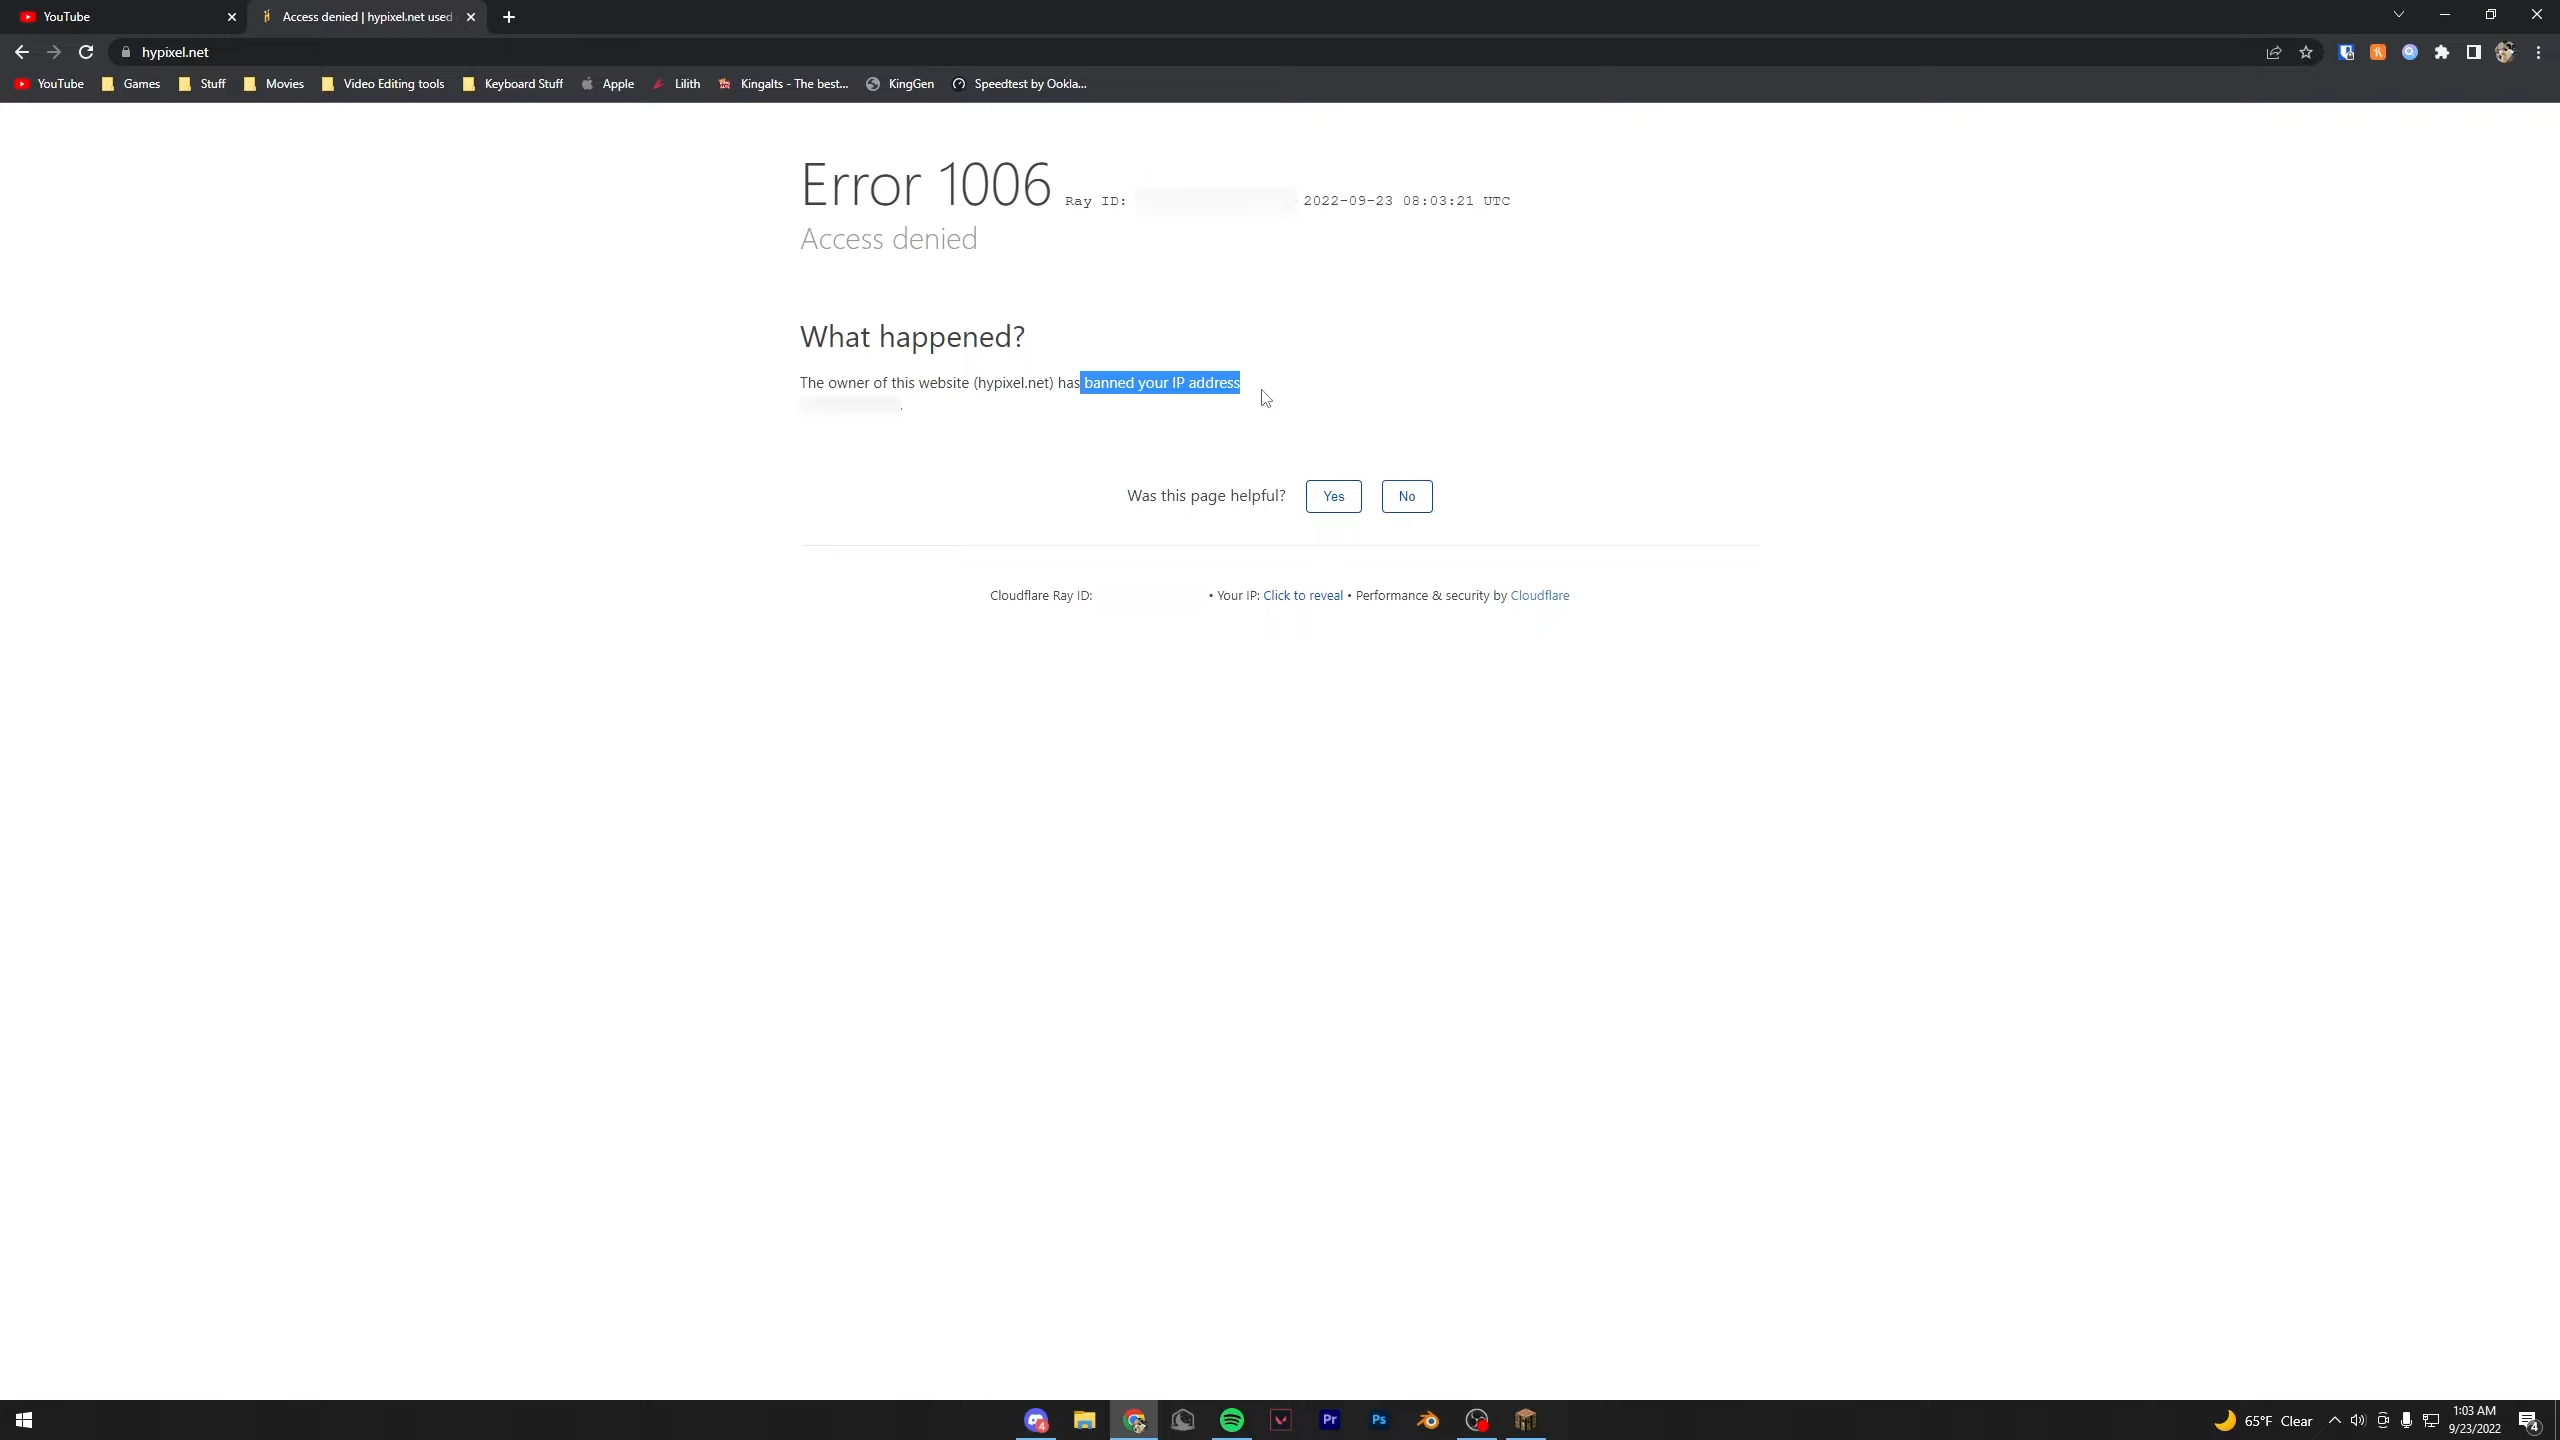 YouTube
Access denied | hypixel.net used
hypixel.net
YouTube Games Stuff Movies Video Editing tools Keyboard Stuff Apple Lilith Kingalts - The best... KingGen Speedtest by Ookla...
Error 1006 Ray ID: 2022-09-23 08:03:21 UTC
Access denied
What happened?
The owner of this website (hypixel.net) has banned your IP address
.
Was this page helpful? Yes No
Cloudflare Ray ID: • Your IP: Click to reveal • Performance & security by Cloudflare
4 Pr Ps 65°F Clear 1:03 AM
9/23/2022 4